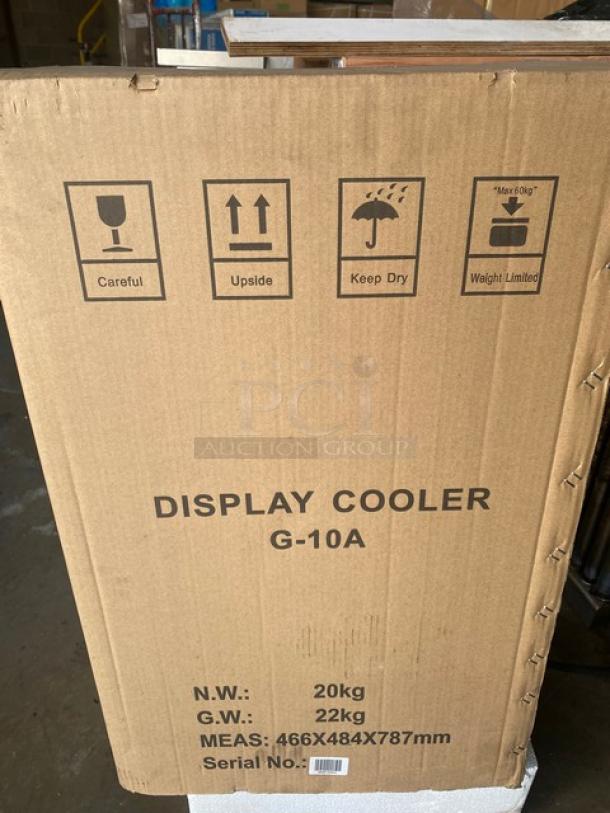 "Max 60kg"
Careful
Upside
Keep Dry
Weight Limited
PCi
AUCTION GROUP
DISPLAY COOLER
G-10A
N.W.: 20kg
G.W.: 22kg
MEAS: 466X484X787mm
Serial No.: